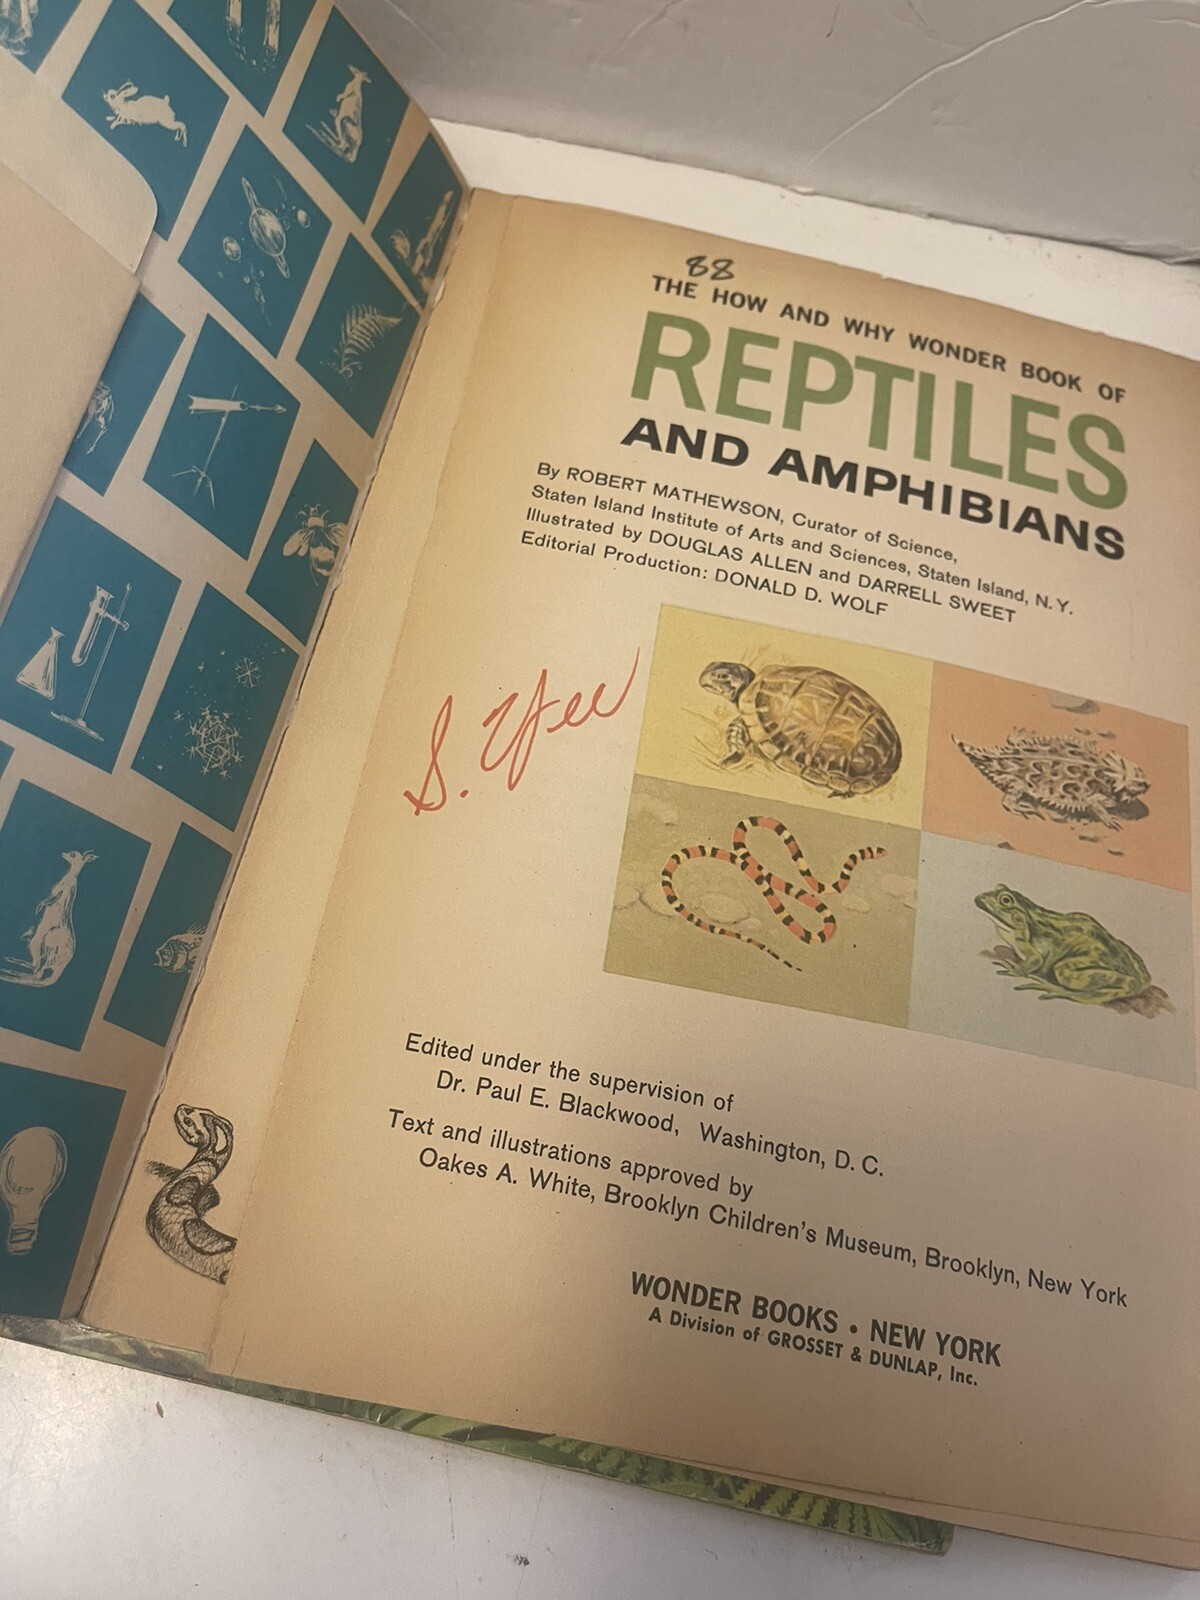 88
THE HOW AND WHY WONDER BOOK OF
REPTILES
AND AMPHIBIANS
By ROBERT MATHEWSON, Curator of Science,
Staten Island Institute of Arts and Sciences, Staten Island, N. Y.
Illustrated by DOUGLAS ALLEN and DARRELL SWEET
Editorial Production: DONALD D. WOLF
S. Yee
Edited under the supervision of
Dr. Paul E. Blackwood, Washington, D. C.
Text and illustrations approved by
Oakes A. White, Brooklyn Children's Museum, Brooklyn, New York
WONDER BOOKS • NEW YORK
A Division of GROSSET & DUNLAP, Inc.